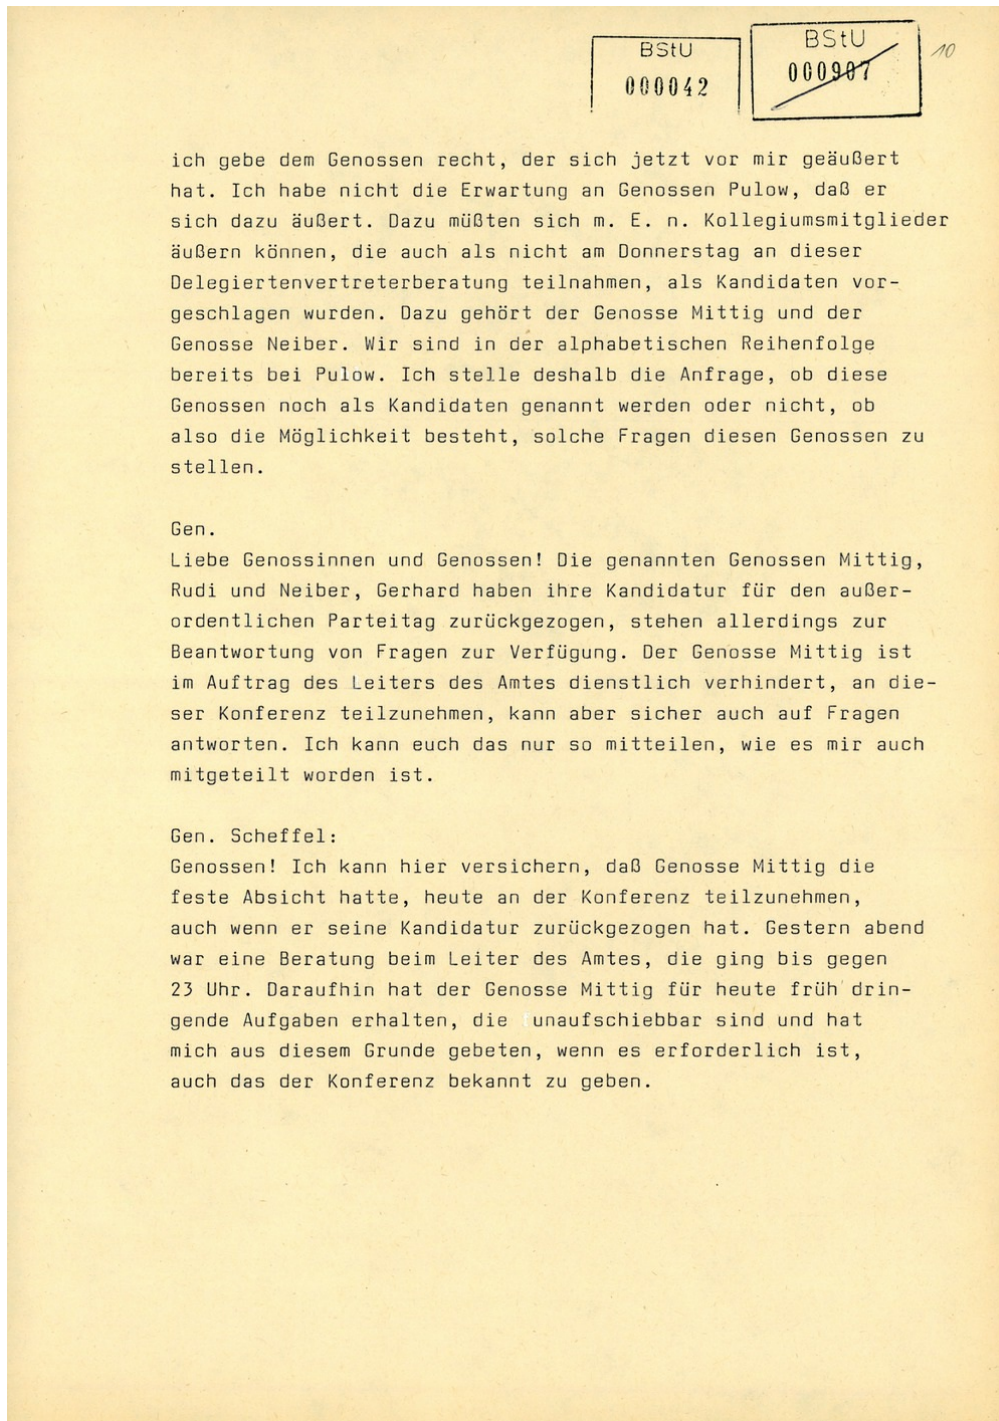 BStU
000042
BStU
000907
10
ich gebe dem Genossen recht, der sich jetzt vor mir geäußert
hat. Ich habe nicht die Erwartung an Genossen Pulow, daß er
sich dazu äußert. Dazu müßten sich m. E. n. Kollegiumsmitglieder
äußern können, die auch als nicht am Donnerstag an dieser
Delegiertenvertreterberatung teilnahmen, als Kandidaten vor-
geschlagen wurden. Dazu gehört der Genosse Mittig und der
Genosse Neiber. Wir sind in der alphabetischen Reihenfolge
bereits bei Pulow. Ich stelle deshalb die Anfrage, ob diese
Genossen noch als Kandidaten genannt werden oder nicht, ob
also die Möglichkeit besteht, solche Fragen diesen Genossen zu
stellen.
Gen.
Liebe Genossinnen und Genossen! Die genannten Genossen Mittig,
Rudi und Neiber, Gerhard haben ihre Kandidatur für den außer-
ordentlichen Parteitag zurückgezogen, stehen allerdings zur
Beantwortung von Fragen zur Verfügung. Der Genosse Mittig ist
im Auftrag des Leiters des Amtes dienstlich verhindert, an die-
ser Konferenz teilzunehmen, kann aber sicher auch auf Fragen
antworten. Ich kann euch das nur so mitteilen, wie es mir auch
mitgeteilt worden ist.
Gen. Scheffel:
Genossen! Ich kann hier versichern, daß Genosse Mittig die
feste Absicht hatte, heute an der Konferenz teilzunehmen,
auch wenn er seine Kandidatur zurückgezogen hat. Gestern abend
war eine Beratung beim Leiter des Amtes, die ging bis gegen
23 Uhr. Daraufhin hat der Genosse Mittig für heute früh drin-
gende Aufgaben erhalten, die unaufschiebbar sind und hat
mich aus diesem Grunde gebeten, wenn es erforderlich ist,
auch das der Konferenz bekannt zu geben.